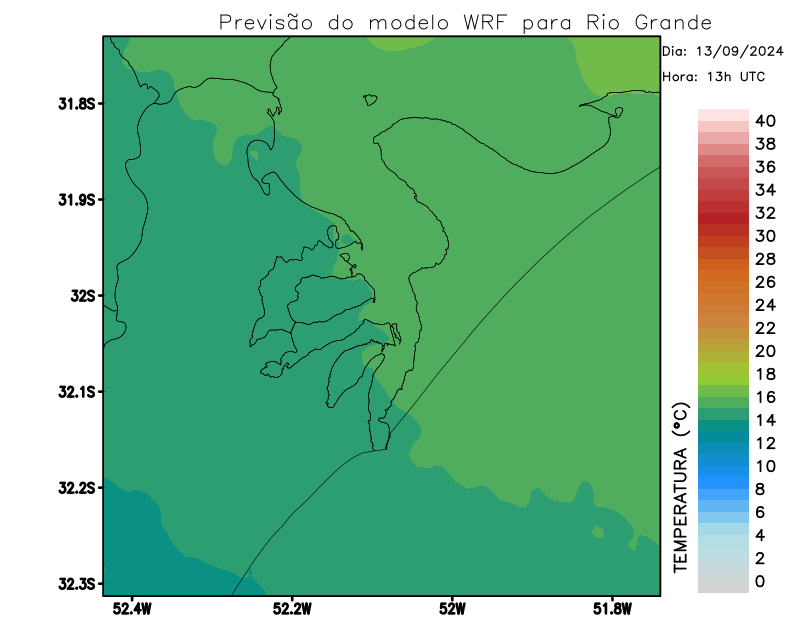 Previsão do modelo WRF para Rio Grande
Dia: 13/09/2024
Hora: 13h UTC
31.8S
31.9S
32S
32.1S
32.2S
32.3S
52.4W
52.2W
52W
51.8W
TEMPERATURA (°C)
40
38
36
34
32
30
28
26
24
22
20
18
16
14
12
10
8
6
4
2
0